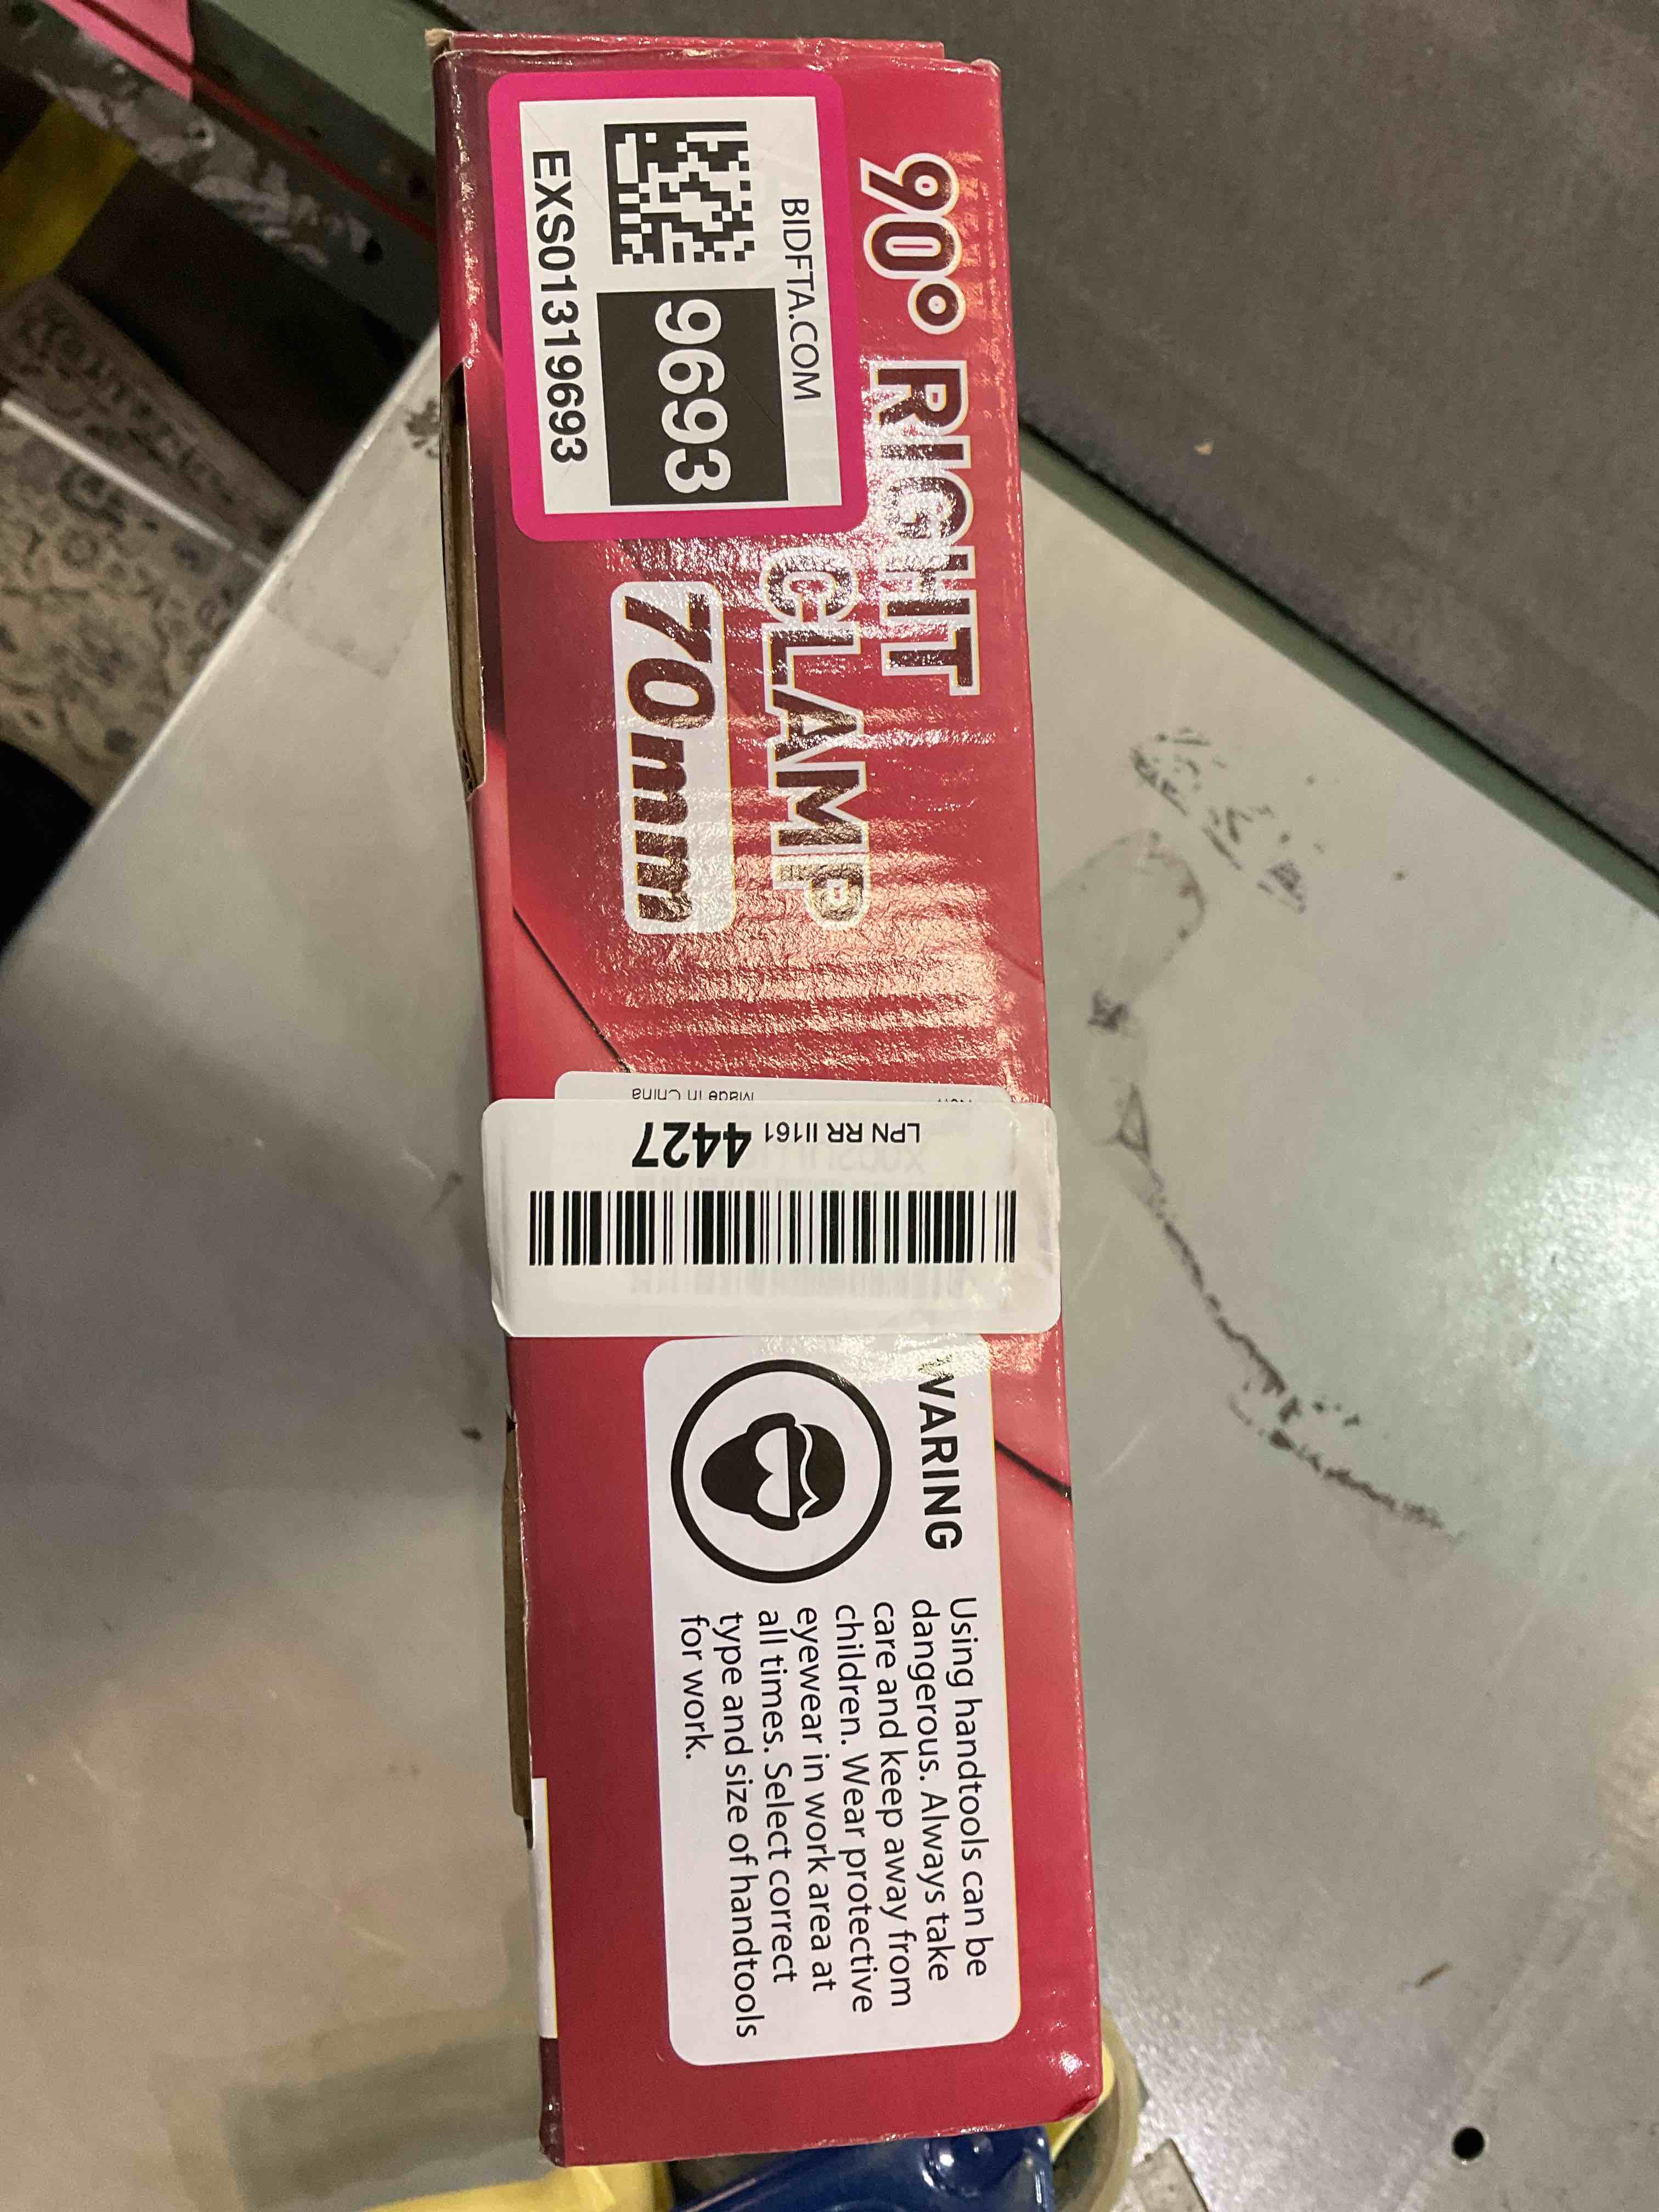 90° RIGHT
CLAMP
70mm
BIDFTA.COM
9693
EXS01319693
Made in China
LPN RR II161 4427
WARING
Using handtools can be
dangerous. Always take
care and keep away from
children. Wear protective
eyewear in work area at
all times. Select correct
type and size of handtools
for work.